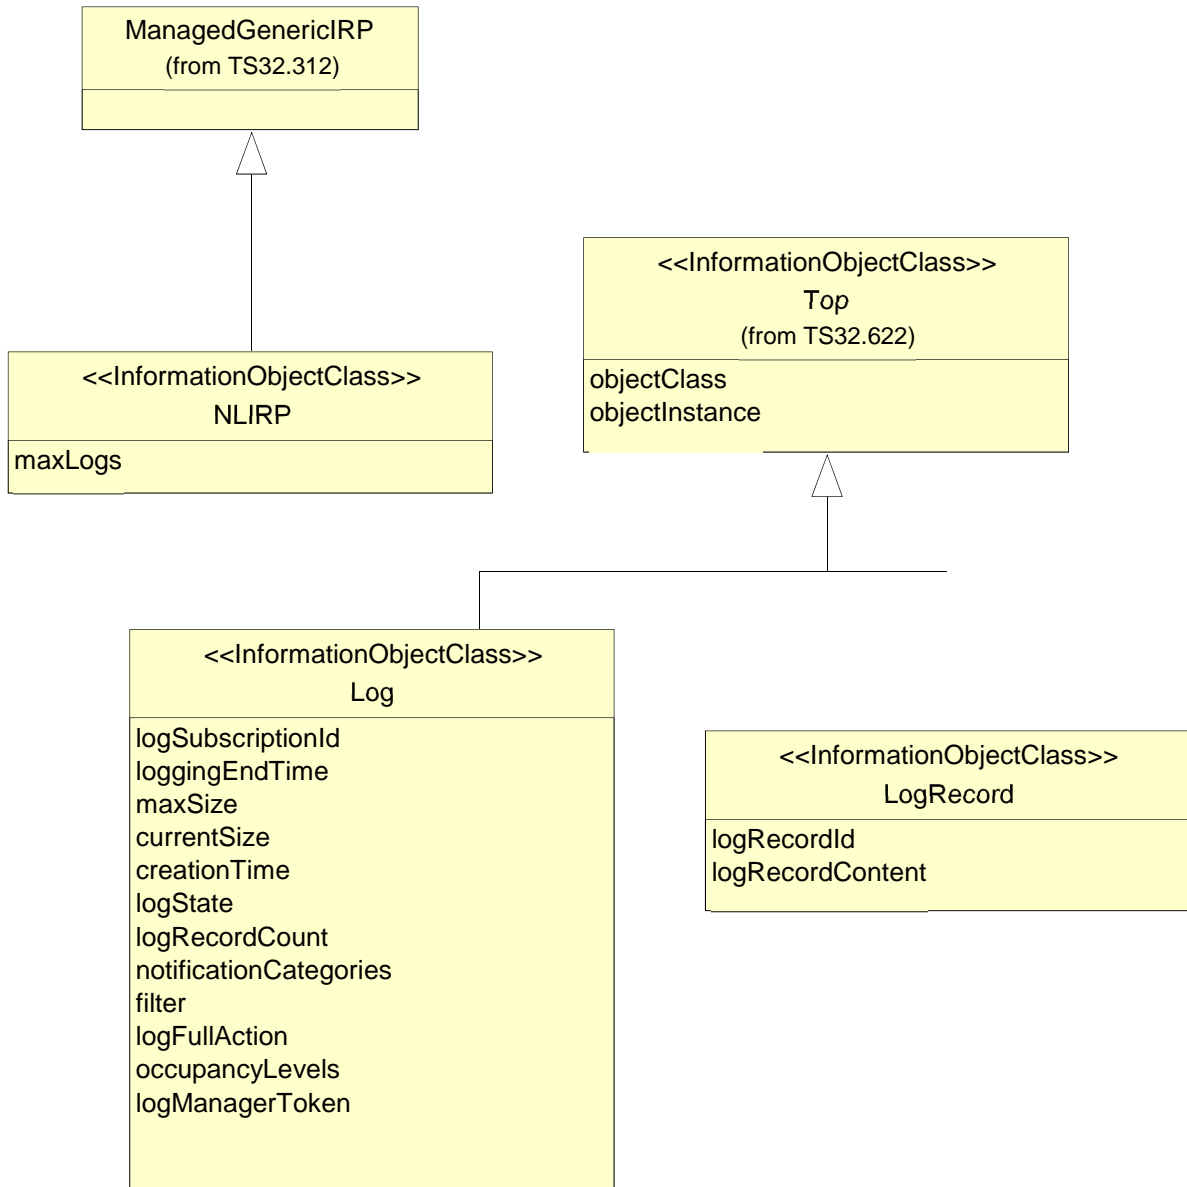 ManagedGenericIRP
(from TS32.312)
<<InformationObjectClass>>
Top
(from TS32.622)
objectClass
objectInstance
<<InformationObjectClass>>
NLIRP
maxLogs
<<InformationObjectClass>>
Log
logSubscriptionId
loggingEndTime
maxSize
currentSize
creationTime
logState
logRecordCount
notificationCategories
filter
logFullAction
occupancyLevels
logManagerToken
<<InformationObjectClass>>
LogRecord
logRecordId
logRecordContent